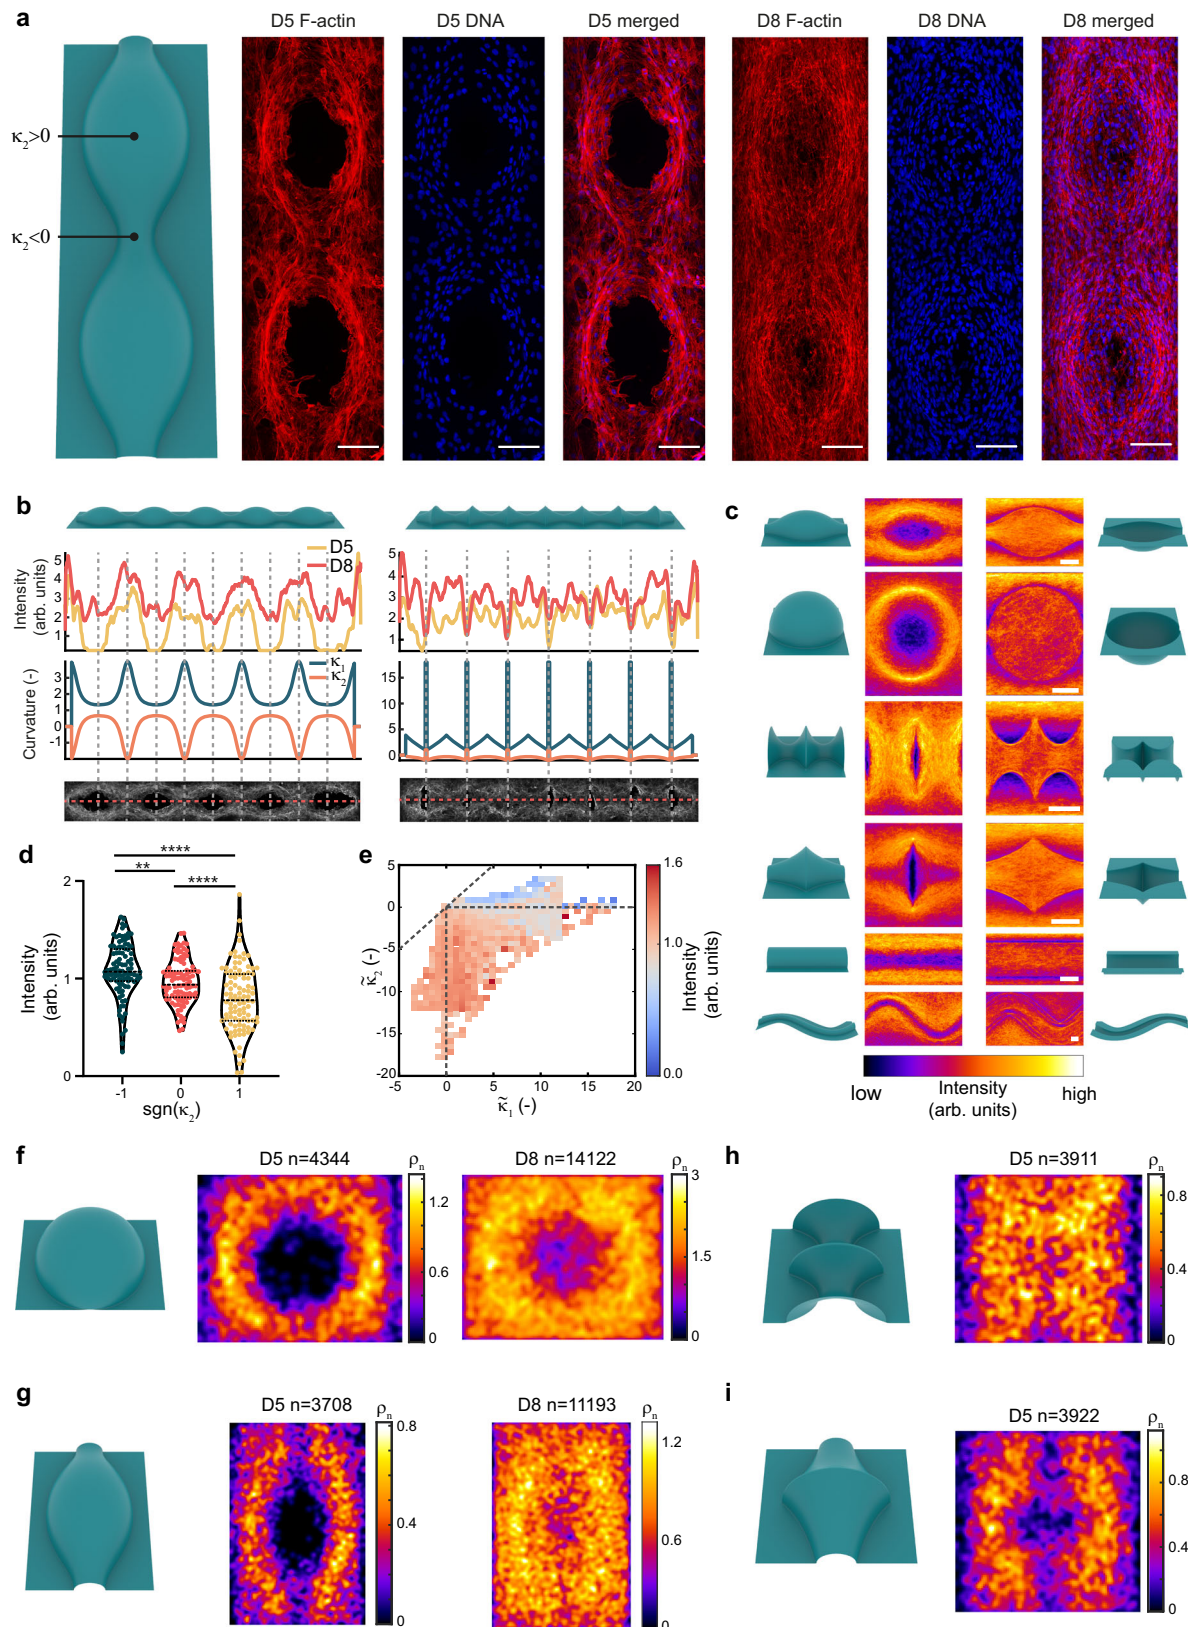 a
D5 F-actin D5 DNA D5 merged D8 F-actin D8 DNA D8 merged
κ₂>0
κ₂<0
b
Intensity
(arb. units)
5
4
3
2
1
D5
D8
5
4
3
2
1
Curvature (-)
3
2
1
0
-1
κ₁
κ₂
15
10
5
0
c
low Intensity high
(arb. units)
d
**** 
** ****
Intensity
(arb. units)
2
1
0
-1 0 1
sgn(κ₂)
e
κ̃₂ (-)
5
0
-5
-10
-15
-20
-5 0 5 10 15 20
κ̃₁ (-)
1.6
1.0
0.0
Intensity
(arb. units)
f
D5 n=4344 ρₙ
1.2
0.6
0
D8 n=14122 ρₙ
3
1.5
0
h
D5 n=3911 ρₙ
0.8
0.4
0
g
D5 n=3708 ρₙ
0.8
0.4
0
D8 n=11193 ρₙ
1.2
0.6
0
i
D5 n=3922 ρₙ
0.8
0.4
0